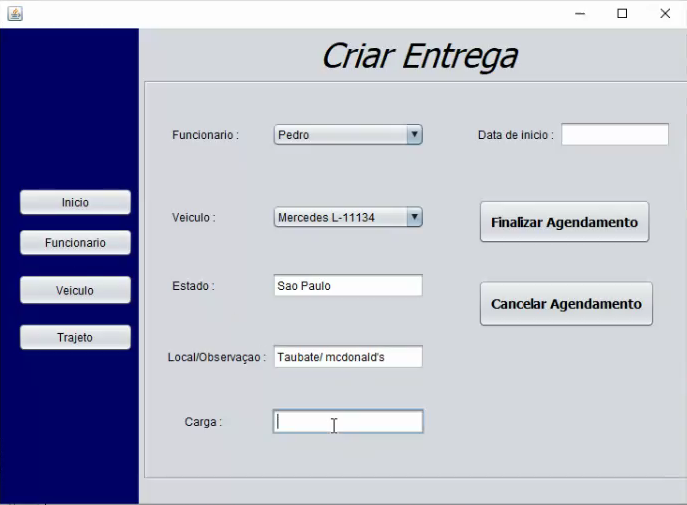 Criar Entrega
Funcionario :
Pedro
Data de inicio :
Inicio
Veiculo :
Mercedes L-11134
Finalizar Agendamento
Funcionario
Estado :
Sao Paulo
Veiculo
Cancelar Agendamento
Trajeto
Local/Observaçao :
Taubate/ mcdonald's
Carga :